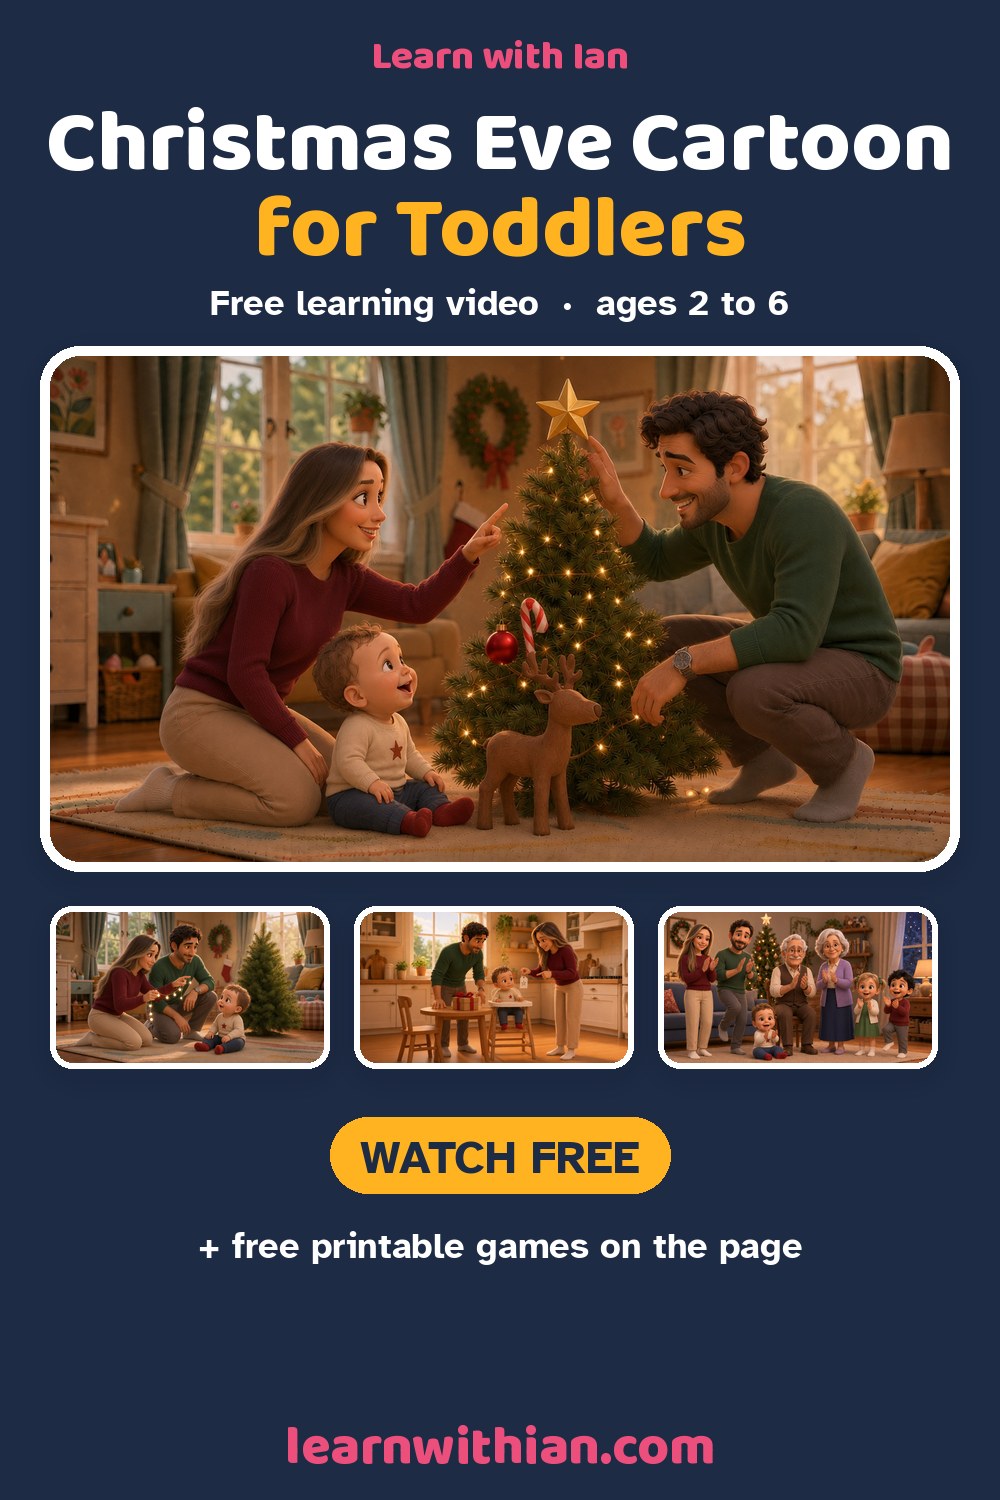 Learn with Ian
Christmas Eve Cartoon
for Toddlers
Free learning video · ages 2 to 6
WATCH FREE
+ free printable games on the page
learnwithian.com